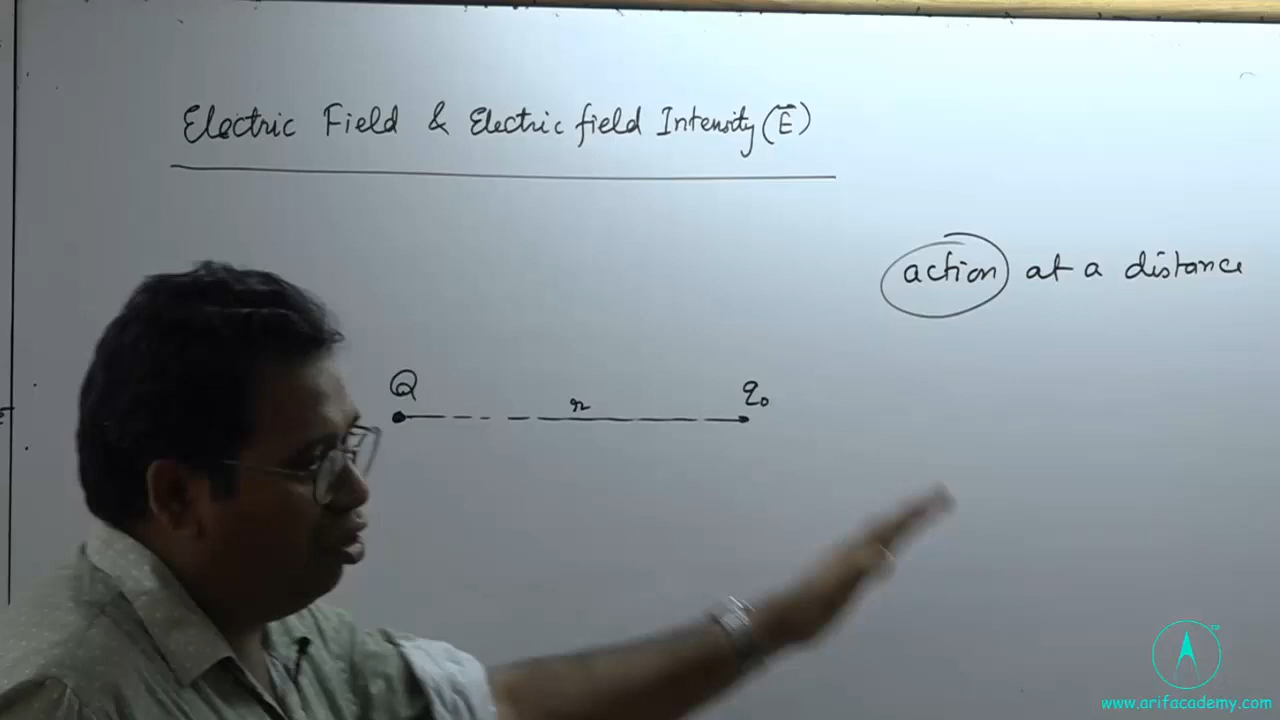 Electric Field & Electric field Intensity (E⃗)
action at a distance
Q r q₀
www.arifacademy.com